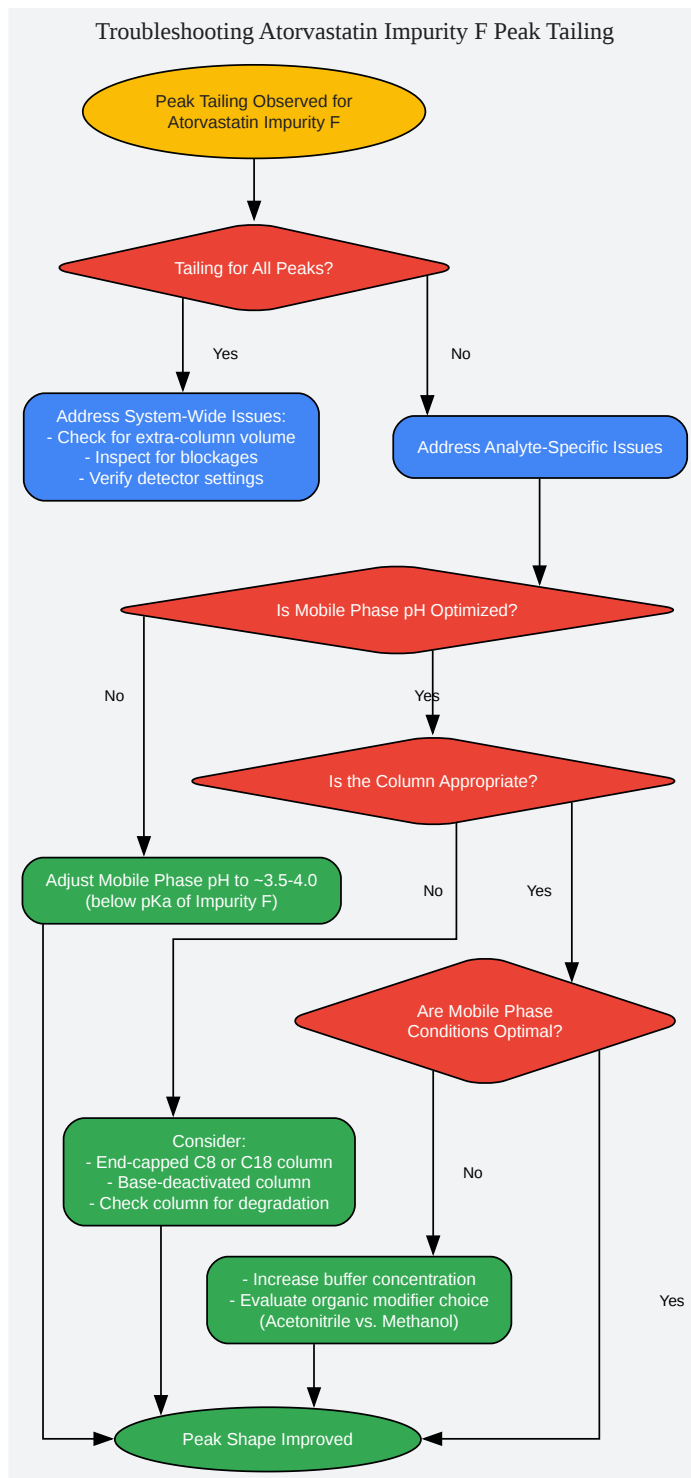 Troubleshooting Atorvastatin Impurity F Peak Tailing
Peak Tailing Observed for
Atorvastatin Impurity F
Tailing for All Peaks?
Yes
No
Address System-Wide Issues:
- Check for extra-column volume
- Inspect for blockages
- Verify detector settings
Address Analyte-Specific Issues
Is Mobile Phase pH Optimized?
No
Yes
Is the Column Appropriate?
Adjust Mobile Phase pH to ~3.5-4.0
(below pKa of Impurity F)
No
Yes
Are Mobile Phase
Conditions Optimal?
Consider:
- End-capped C8 or C18 column
- Base-deactivated column
- Check column for degradation
No
- Increase buffer concentration
- Evaluate organic modifier choice
(Acetonitrile vs. Methanol)
Yes
Peak Shape Improved